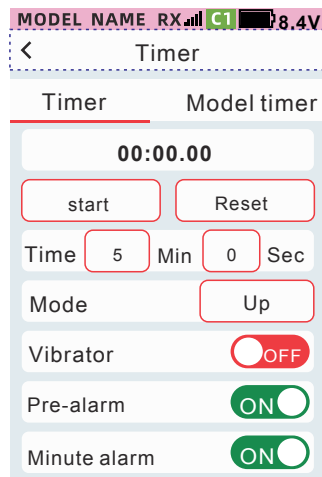 MODEL NAME RX C1 8.4V
< Timer
Timer Model timer
00:00.00
start Reset
Time 5 Min 0 Sec
Mode Up
Vibrator OFF
Pre-alarm ON
Minute alarm ON